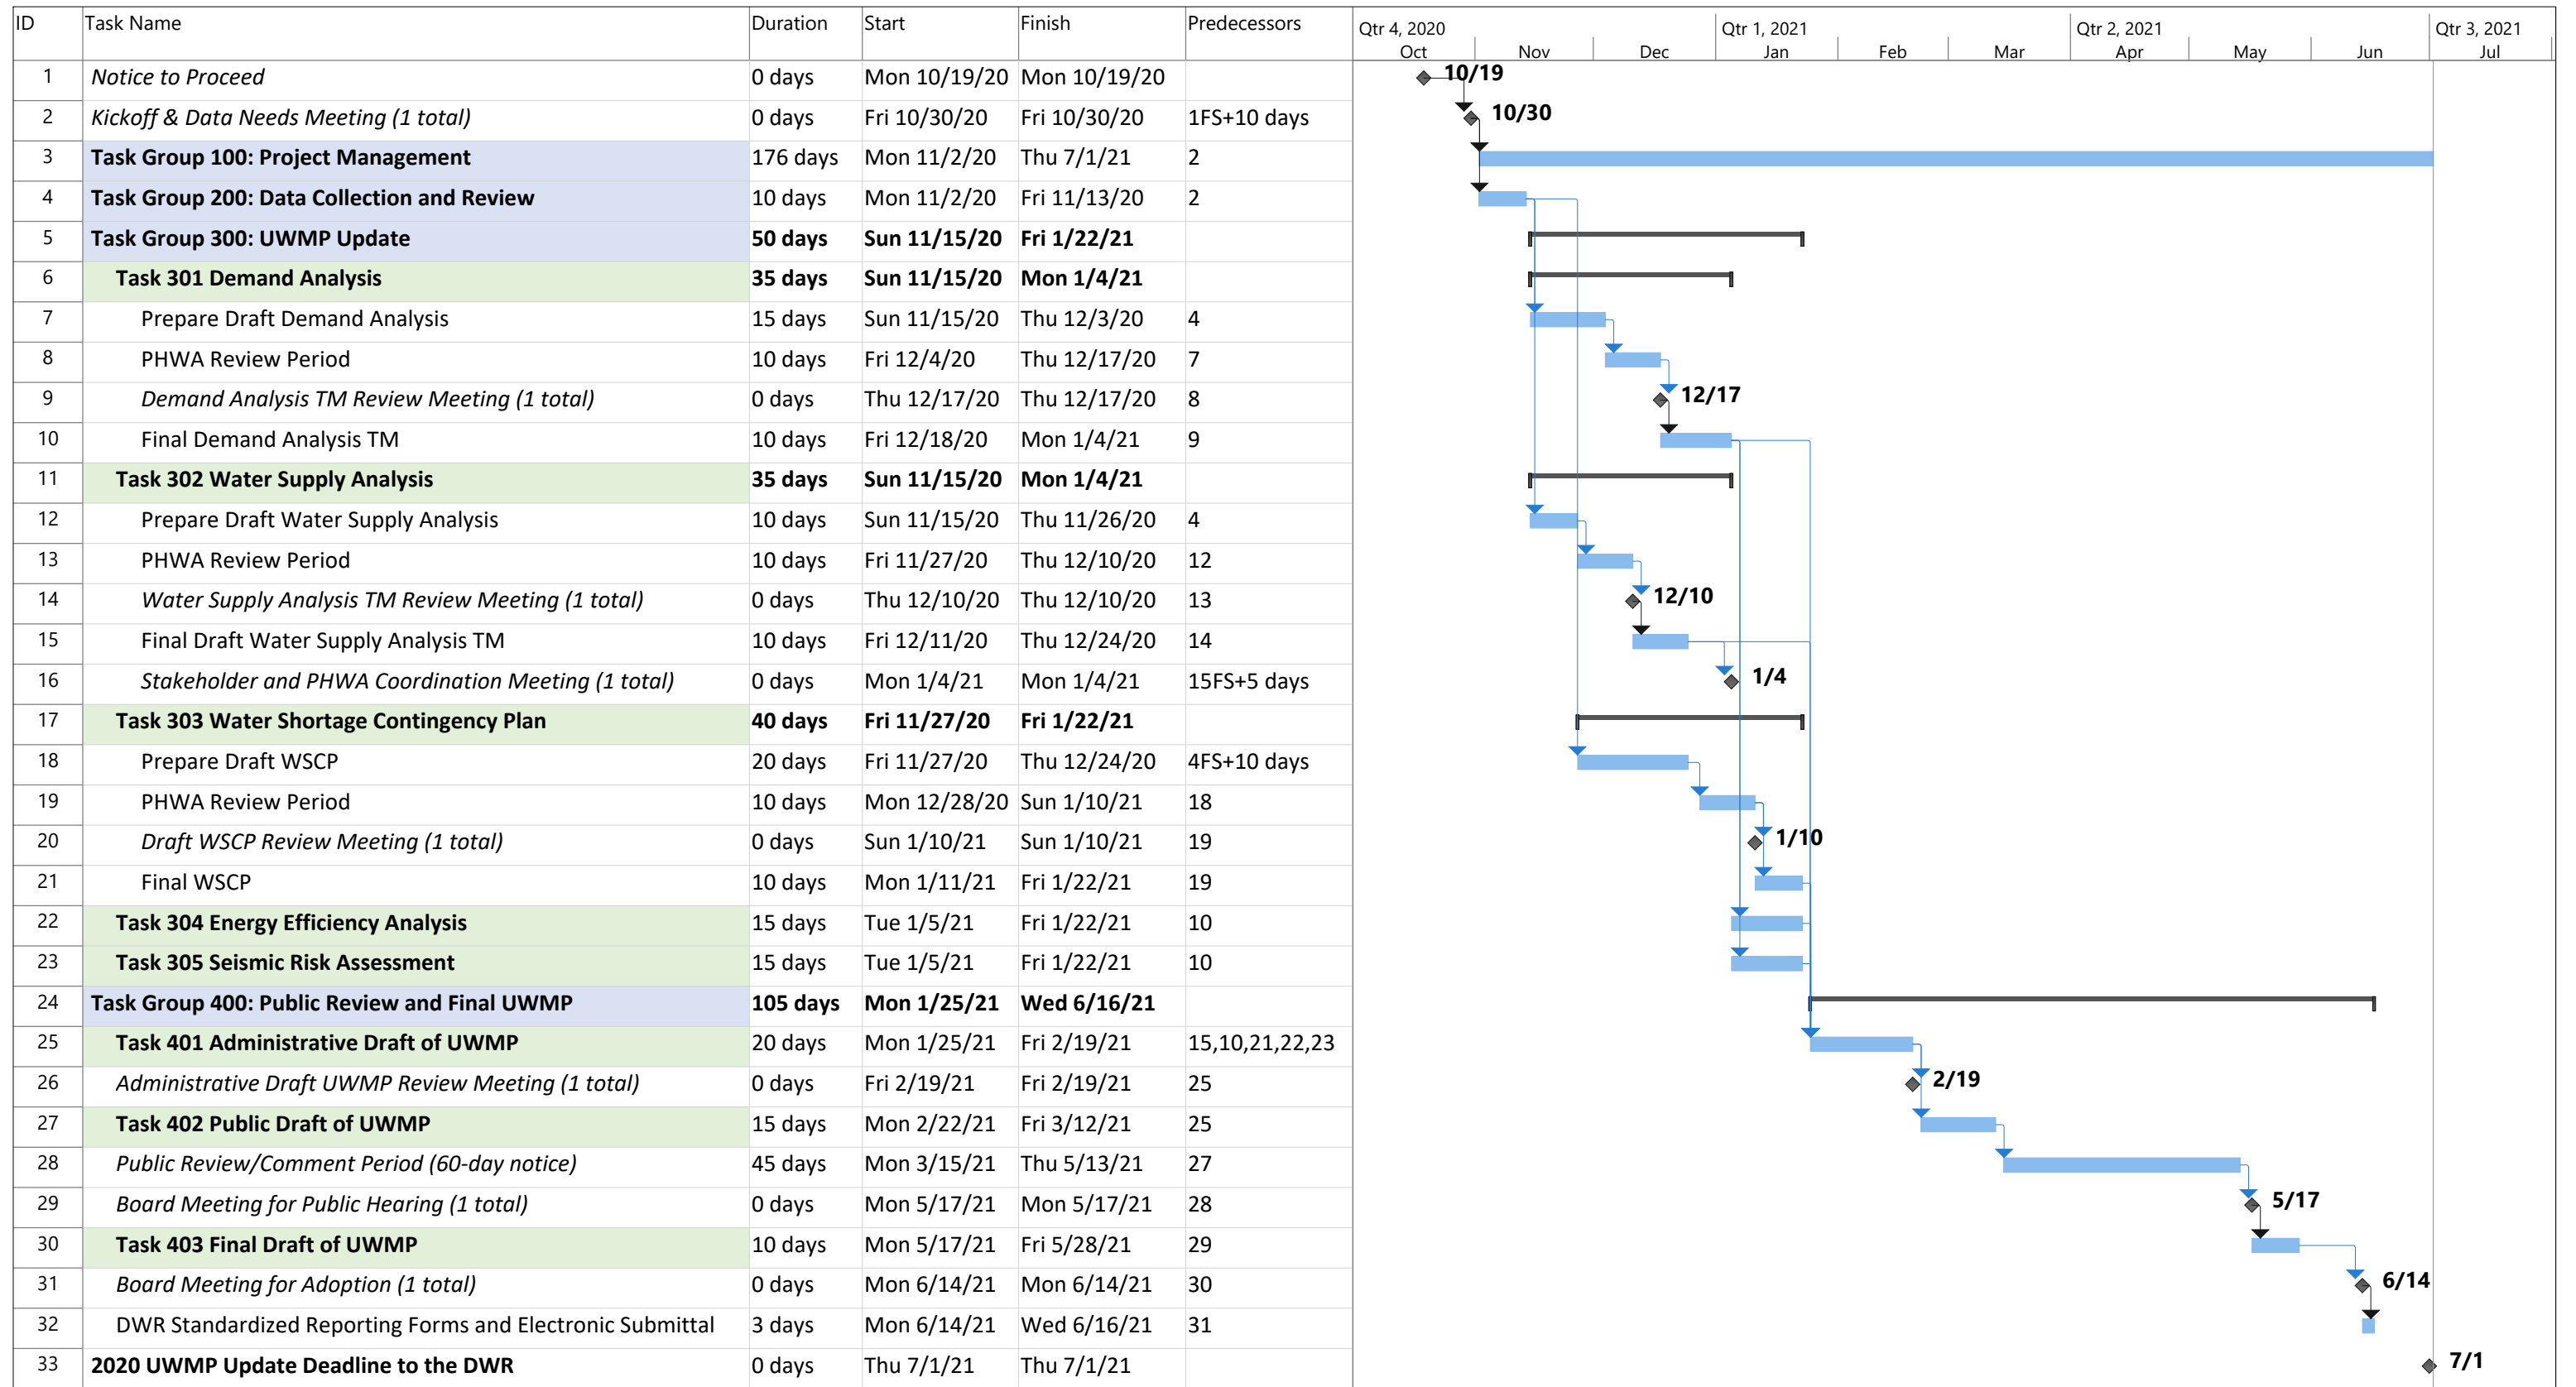 ID Task Name Duration Start Finish Predecessors
Qtr 4, 2020 Qtr 1, 2021 Qtr 2, 2021 Qtr 3, 2021
Oct Nov Dec Jan Feb Mar Apr May Jun Jul
1 Notice to Proceed 0 days Mon 10/19/20 Mon 10/19/20 10/19
2 Kickoff & Data Needs Meeting (1 total) 0 days Fri 10/30/20 Fri 10/30/20 1FS+10 days 10/30
3 Task Group 100: Project Management 176 days Mon 11/2/20 Thu 7/1/21 2
4 Task Group 200: Data Collection and Review 10 days Mon 11/2/20 Fri 11/13/20 2
5 Task Group 300: UWMP Update 50 days Sun 11/15/20 Fri 1/22/21
6 Task 301 Demand Analysis 35 days Sun 11/15/20 Mon 1/4/21
7 Prepare Draft Demand Analysis 15 days Sun 11/15/20 Thu 12/3/20 4
8 PHWA Review Period 10 days Fri 12/4/20 Thu 12/17/20 7
9 Demand Analysis TM Review Meeting (1 total) 0 days Thu 12/17/20 Thu 12/17/20 8 12/17
10 Final Demand Analysis TM 10 days Fri 12/18/20 Mon 1/4/21 9
11 Task 302 Water Supply Analysis 35 days Sun 11/15/20 Mon 1/4/21
12 Prepare Draft Water Supply Analysis 10 days Sun 11/15/20 Thu 11/26/20 4
13 PHWA Review Period 10 days Fri 11/27/20 Thu 12/10/20 12
14 Water Supply Analysis TM Review Meeting (1 total) 0 days Thu 12/10/20 Thu 12/10/20 13 12/10
15 Final Draft Water Supply Analysis TM 10 days Fri 12/11/20 Thu 12/24/20 14
16 Stakeholder and PHWA Coordination Meeting (1 total) 0 days Mon 1/4/21 Mon 1/4/21 15FS+5 days 1/4
17 Task 303 Water Shortage Contingency Plan 40 days Fri 11/27/20 Fri 1/22/21
18 Prepare Draft WSCP 20 days Fri 11/27/20 Thu 12/24/20 4FS+10 days
19 PHWA Review Period 10 days Mon 12/28/20 Sun 1/10/21 18
20 Draft WSCP Review Meeting (1 total) 0 days Sun 1/10/21 Sun 1/10/21 19 1/10
21 Final WSCP 10 days Mon 1/11/21 Fri 1/22/21 19
22 Task 304 Energy Efficiency Analysis 15 days Tue 1/5/21 Fri 1/22/21 10
23 Task 305 Seismic Risk Assessment 15 days Tue 1/5/21 Fri 1/22/21 10
24 Task Group 400: Public Review and Final UWMP 105 days Mon 1/25/21 Wed 6/16/21
25 Task 401 Administrative Draft of UWMP 20 days Mon 1/25/21 Fri 2/19/21 15,10,21,22,23
26 Administrative Draft UWMP Review Meeting (1 total) 0 days Fri 2/19/21 Fri 2/19/21 25 2/19
27 Task 402 Public Draft of UWMP 15 days Mon 2/22/21 Fri 3/12/21 25
28 Public Review/Comment Period (60-day notice) 45 days Mon 3/15/21 Thu 5/13/21 27
29 Board Meeting for Public Hearing (1 total) 0 days Mon 5/17/21 Mon 5/17/21 28 5/17
30 Task 403 Final Draft of UWMP 10 days Mon 5/17/21 Fri 5/28/21 29
31 Board Meeting for Adoption (1 total) 0 days Mon 6/14/21 Mon 6/14/21 30 6/14
32 DWR Standardized Reporting Forms and Electronic Submittal 3 days Mon 6/14/21 Wed 6/16/21 31
33 2020 UWMP Update Deadline to the DWR 0 days Thu 7/1/21 Thu 7/1/21 7/1